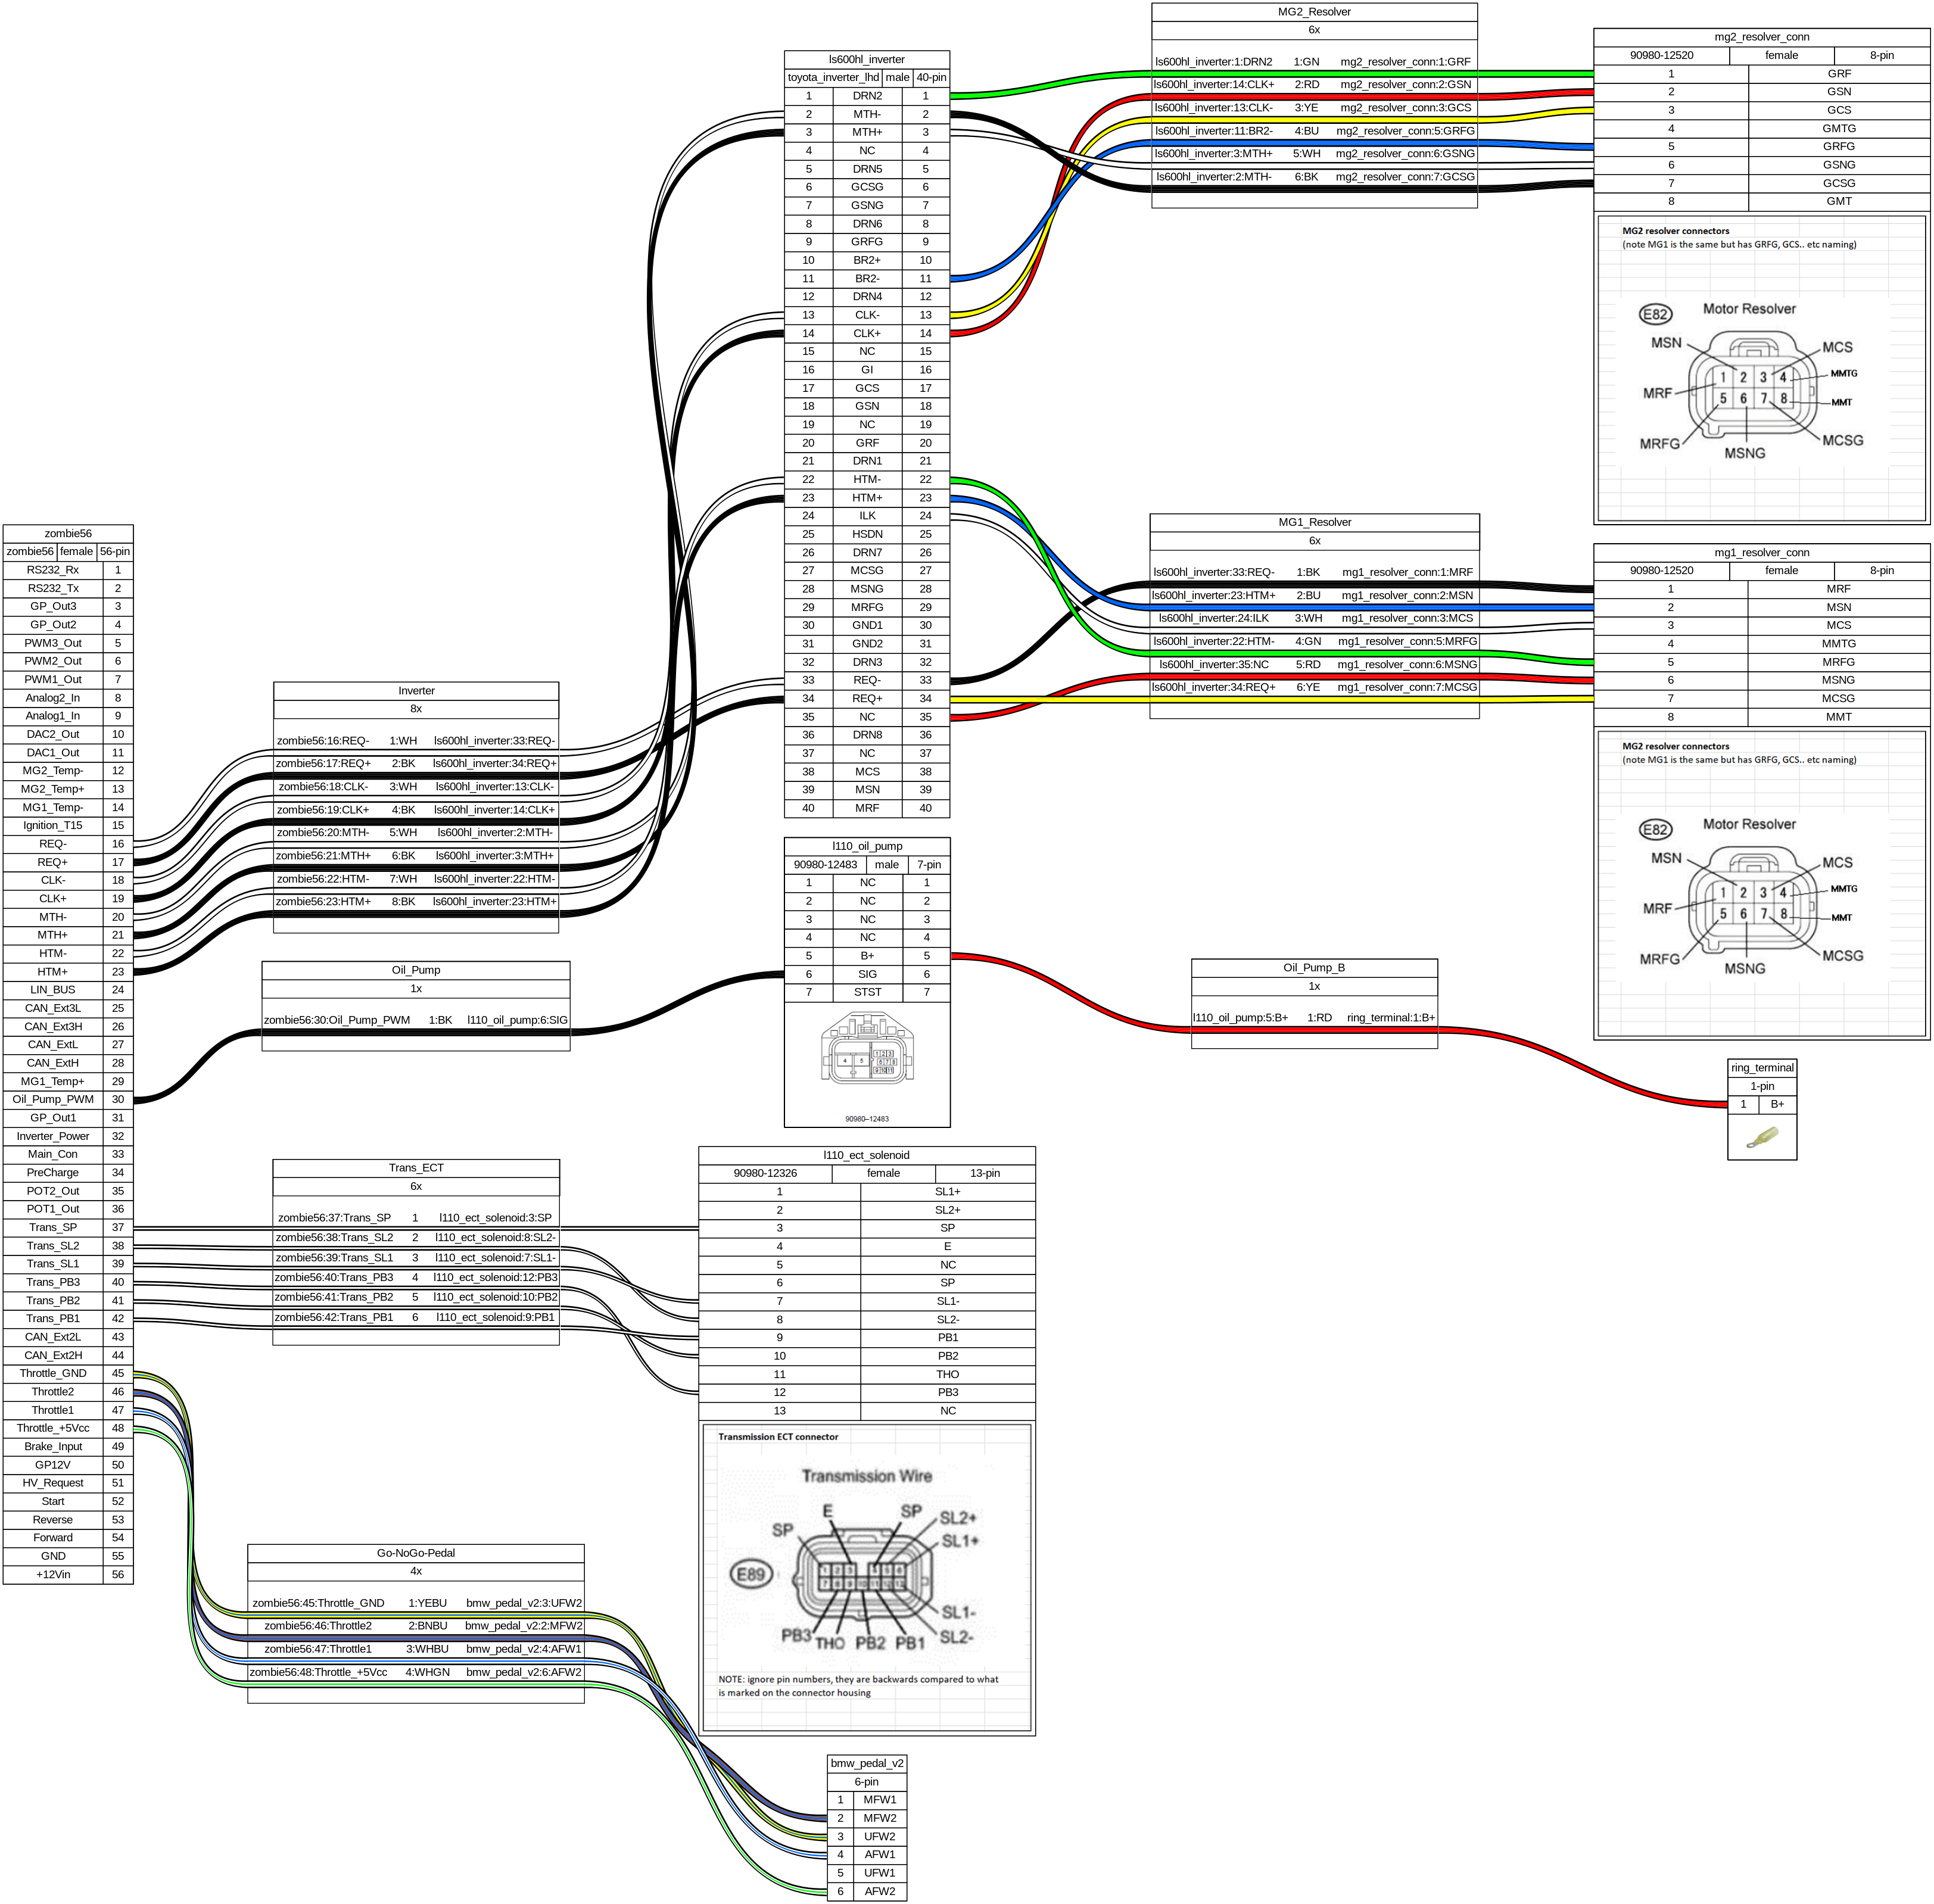 zombie56
zombie56 female 56-pin
RS232_Rx 1
RS232_Tx 2
GP_Out3 3
GP_Out2 4
PWM3_Out 5
PWM2_Out 6
PWM1_Out 7
Analog2_In 8
Analog1_In 9
DAC2_Out 10
DAC1_Out 11
MG2_Temp- 12
MG2_Temp+ 13
MG1_Temp- 14
Ignition_T15 15
REQ- 16
REQ+ 17
CLK- 18
CLK+ 19
MTH- 20
MTH+ 21
HTM- 22
HTM+ 23
LIN_BUS 24
CAN_Ext3L 25
CAN_Ext3H 26
CAN_ExtL 27
CAN_ExtH 28
MG1_Temp+ 29
Oil_Pump_PWM 30
GP_Out1 31
Inverter_Power 32
Main_Con 33
PreCharge 34
POT2_Out 35
POT1_Out 36
Trans_SP 37
Trans_SL2 38
Trans_SL1 39
Trans_PB3 40
Trans_PB2 41
Trans_PB1 42
CAN_Ext2L 43
CAN_Ext2H 44
Throttle_GND 45
Throttle2 46
Throttle1 47
Throttle_+5Vcc 48
Brake_Input 49
GP12V 50
HV_Request 51
Start 52
Reverse 53
Forward 54
GND 55
+12Vin 56
Inverter
8x
zombie56:16:REQ- 1:WH ls600hl_inverter:33:REQ-
zombie56:17:REQ+ 2:BK ls600hl_inverter:34:REQ+
zombie56:18:CLK- 3:WH ls600hl_inverter:13:CLK-
zombie56:19:CLK+ 4:BK ls600hl_inverter:14:CLK+
zombie56:20:MTH- 5:WH ls600hl_inverter:2:MTH-
zombie56:21:MTH+ 6:BK ls600hl_inverter:3:MTH+
zombie56:22:HTM- 7:WH ls600hl_inverter:22:HTM-
zombie56:23:HTM+ 8:BK ls600hl_inverter:23:HTM+
Oil_Pump
1x
zombie56:30:Oil_Pump_PWM 1:BK l110_oil_pump:6:SIG
Trans_ECT
6x
zombie56:37:Trans_SP 1 l110_ect_solenoid:3:SP
zombie56:38:Trans_SL2 2 l110_ect_solenoid:8:SL2-
zombie56:39:Trans_SL1 3 l110_ect_solenoid:7:SL1-
zombie56:40:Trans_PB3 4 l110_ect_solenoid:12:PB3
zombie56:41:Trans_PB2 5 l110_ect_solenoid:10:PB2
zombie56:42:Trans_PB1 6 l110_ect_solenoid:9:PB1
Go-NoGo-Pedal
4x
zombie56:45:Throttle_GND 1:YEBU bmw_pedal_v2:3:UFW2
zombie56:46:Throttle2 2:BNBU bmw_pedal_v2:2:MFW2
zombie56:47:Throttle1 3:WHBU bmw_pedal_v2:4:AFW1
zombie56:48:Throttle_+5Vcc 4:WHGN bmw_pedal_v2:6:AFW2
ls600hl_inverter
toyota_inverter_lhd male 40-pin
1 DRN2 1
2 MTH- 2
3 MTH+ 3
4 NC 4
5 DRN5 5
6 GCSG 6
7 GSNG 7
8 DRN6 8
9 GRFG 9
10 BR2+ 10
11 BR2- 11
12 DRN4 12
13 CLK- 13
14 CLK+ 14
15 NC 15
16 GI 16
17 GCS 17
18 GSN 18
19 NC 19
20 GRF 20
21 DRN1 21
22 HTM- 22
23 HTM+ 23
24 ILK 24
25 HSDN 25
26 DRN7 26
27 MCSG 27
28 MSNG 28
29 MRFG 29
30 GND1 30
31 GND2 31
32 DRN3 32
33 REQ- 33
34 REQ+ 34
35 NC 35
36 DRN8 36
37 NC 37
38 MCS 38
39 MSN 39
40 MRF 40
l110_oil_pump
90980-12483 male 7-pin
1 NC 1
2 NC 2
3 NC 3
4 NC 4
5 B+ 5
6 SIG 6
7 STST 7
1 2 3
4 5 6 7 8
9 10 11
90980–12483
l110_ect_solenoid
90980-12326 female 13-pin
1 SL1+
2 SL2+
3 SP
4 E
5 NC
6 SP
7 SL1-
8 SL2-
9 PB1
10 PB2
11 THO
12 PB3
13 NC
Transmission ECT connector
Transmission Wire
E SP
SP SL2+
SL1+
1 2 3 4 5 6
E89
7 8 9 10 11 12 13
SL1-
PB3 THO PB2 PB1 SL2-
NOTE: ignore pin numbers, they are backwards compared to what
is marked on the connector housing
bmw_pedal_v2
6-pin
1 MFW1
2 MFW2
3 UFW2
4 AFW1
5 UFW1
6 AFW2
MG2_Resolver
6x
ls600hl_inverter:1:DRN2 1:GN mg2_resolver_conn:1:GRF
ls600hl_inverter:14:CLK+ 2:RD mg2_resolver_conn:2:GSN
ls600hl_inverter:13:CLK- 3:YE mg2_resolver_conn:3:GCS
ls600hl_inverter:11:BR2- 4:BU mg2_resolver_conn:5:GRFG
ls600hl_inverter:3:MTH+ 5:WH mg2_resolver_conn:6:GSNG
ls600hl_inverter:2:MTH- 6:BK mg2_resolver_conn:7:GCSG
MG1_Resolver
6x
ls600hl_inverter:33:REQ- 1:BK mg1_resolver_conn:1:MRF
ls600hl_inverter:23:HTM+ 2:BU mg1_resolver_conn:2:MSN
ls600hl_inverter:24:ILK 3:WH mg1_resolver_conn:3:MCS
ls600hl_inverter:22:HTM- 4:GN mg1_resolver_conn:5:MRFG
ls600hl_inverter:35:NC 5:RD mg1_resolver_conn:6:MSNG
ls600hl_inverter:34:REQ+ 6:YE mg1_resolver_conn:7:MCSG
Oil_Pump_B
1x
l110_oil_pump:5:B+ 1:RD ring_terminal:1:B+
mg2_resolver_conn
90980-12520 female 8-pin
1 GRF
2 GSN
3 GCS
4 GMTG
5 GRFG
6 GSNG
7 GCSG
8 GMT
MG2 resolver connectors
(note MG1 is the same but has GRFG, GCS.. etc naming)
E82 Motor Resolver
MSN MCS
1 2 3 4 MMTG
MRF
5 6 7 8 MMT
MRFG MCSG
MSNG
mg1_resolver_conn
90980-12520 female 8-pin
1 MRF
2 MSN
3 MCS
4 MMTG
5 MRFG
6 MSNG
7 MCSG
8 MMT
MG2 resolver connectors
(note MG1 is the same but has GRFG, GCS.. etc naming)
E82 Motor Resolver
MSN MCS
1 2 3 4 MMTG
MRF
5 6 7 8 MMT
MRFG MCSG
MSNG
ring_terminal
1-pin
1 B+